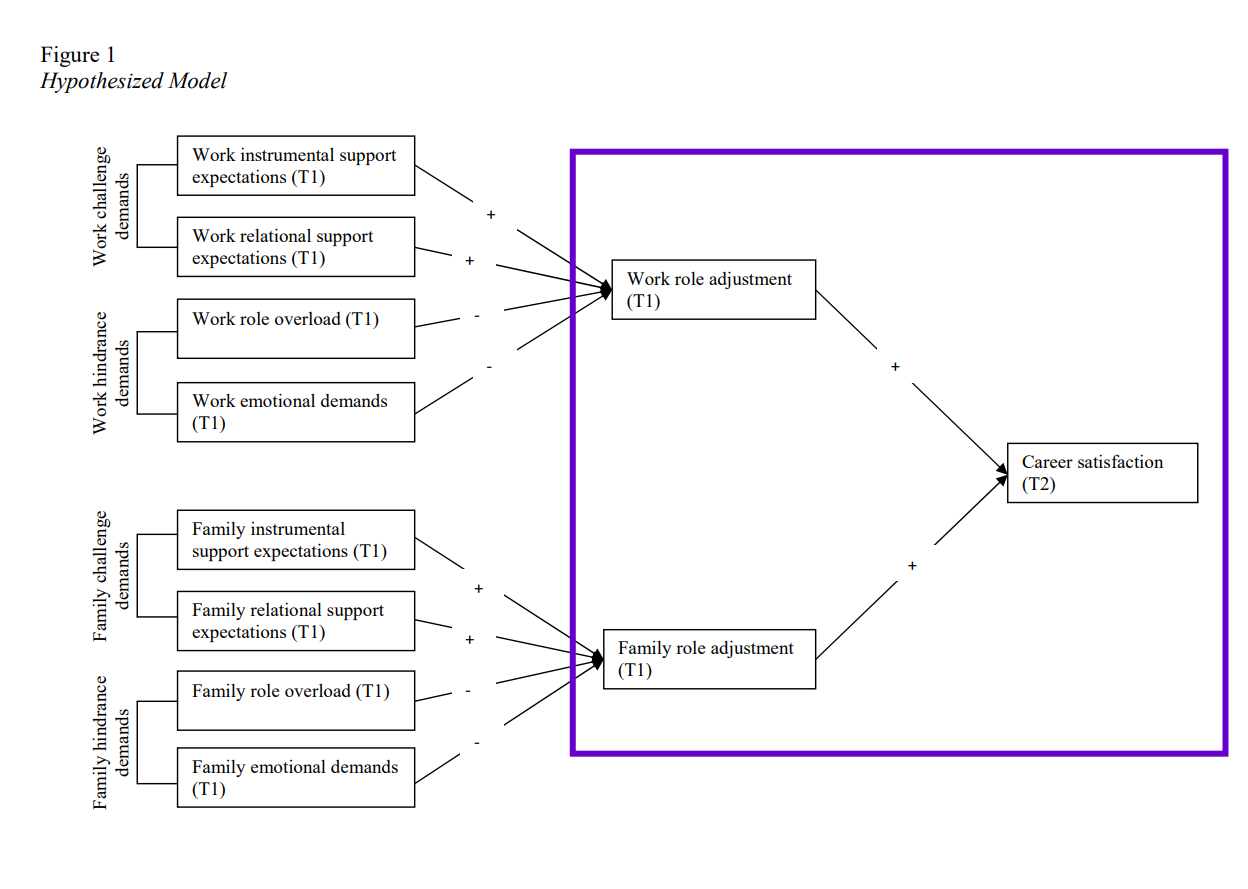 Figure 1
Hypothesized Model
Work challenge
demands
Work instrumental support
expectations (T1)
Work relational support
expectations (T1)
Work hindrance
demands
Work role overload (T1)
Work emotional demands
(T1)
+
+
-
-
Work role adjustment
(T1)
+
Career satisfaction
(T2)
Family challenge
demands
Family instrumental
support expectations (T1)
Family relational support
expectations (T1)
Family hindrance
demands
Family role overload (T1)
Family emotional demands
(T1)
+
+
-
-
Family role adjustment
(T1)
+